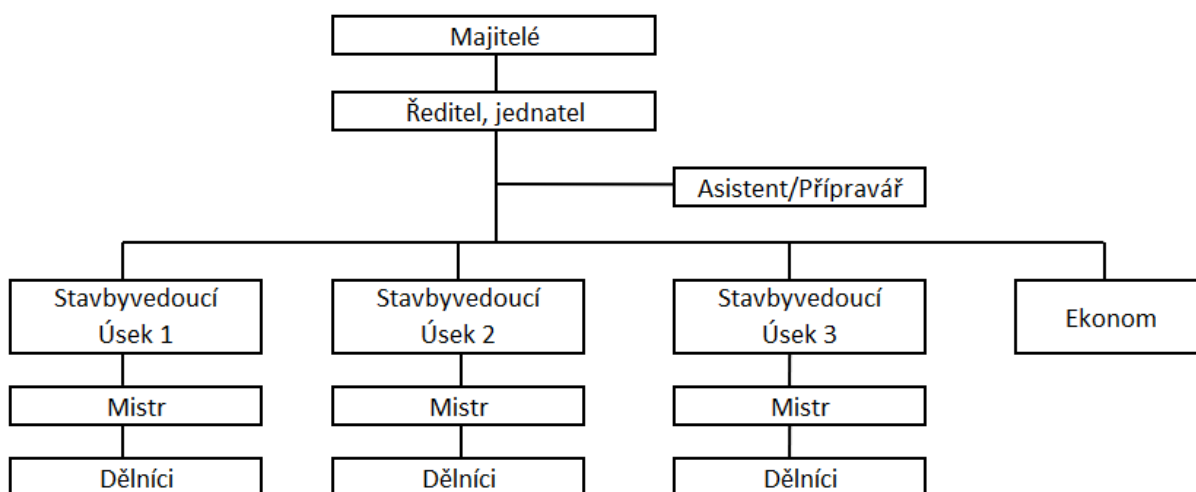 Majitelé
Ředitel, jednatel
Asistent/Přípravář
Stavbyvedoucí
Úsek 1
Stavbyvedoucí
Úsek 2
Stavbyvedoucí
Úsek 3
Ekonom
Mistr
Mistr
Mistr
Dělníci
Dělníci
Dělníci